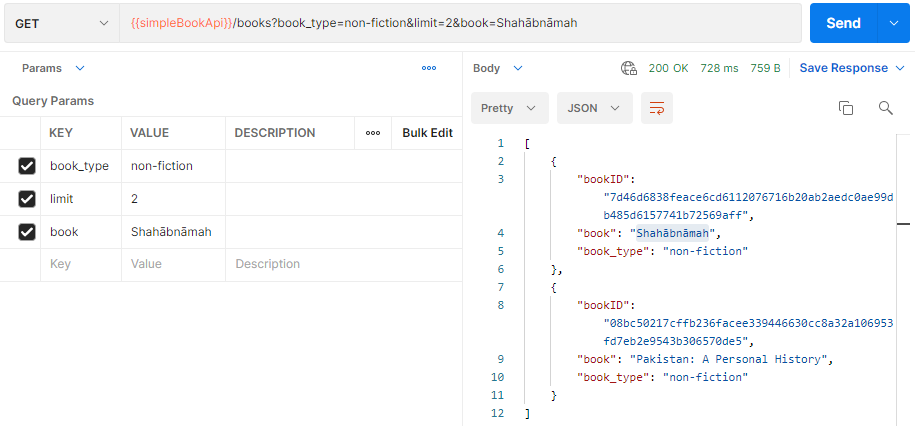 GET
{{simpleBookApi}}/books?book_type=non-fiction&limit=2&book=Shahābnāmah
Send
Params
Query Params
KEY VALUE DESCRIPTION Bulk Edit
book_type non-fiction
limit 2
book Shahābnāmah
Key Value Description
Body 200 OK 728 ms 759 B Save Response
Pretty JSON
1 [
2 {
3 "bookID":
"7d46d6838feace6cd6112076716b20ab2aedc0ae99d
b485d6157741b72569aff",
4 "book": "Shahābnāmah",
5 "book_type": "non-fiction"
6 },
7 {
8 "bookID":
"08bc50217cffb236facee339446630cc8a32a106953
fd7eb2e9543b306570de5",
9 "book": "Pakistan: A Personal History",
10 "book_type": "non-fiction"
11 }
12 ]